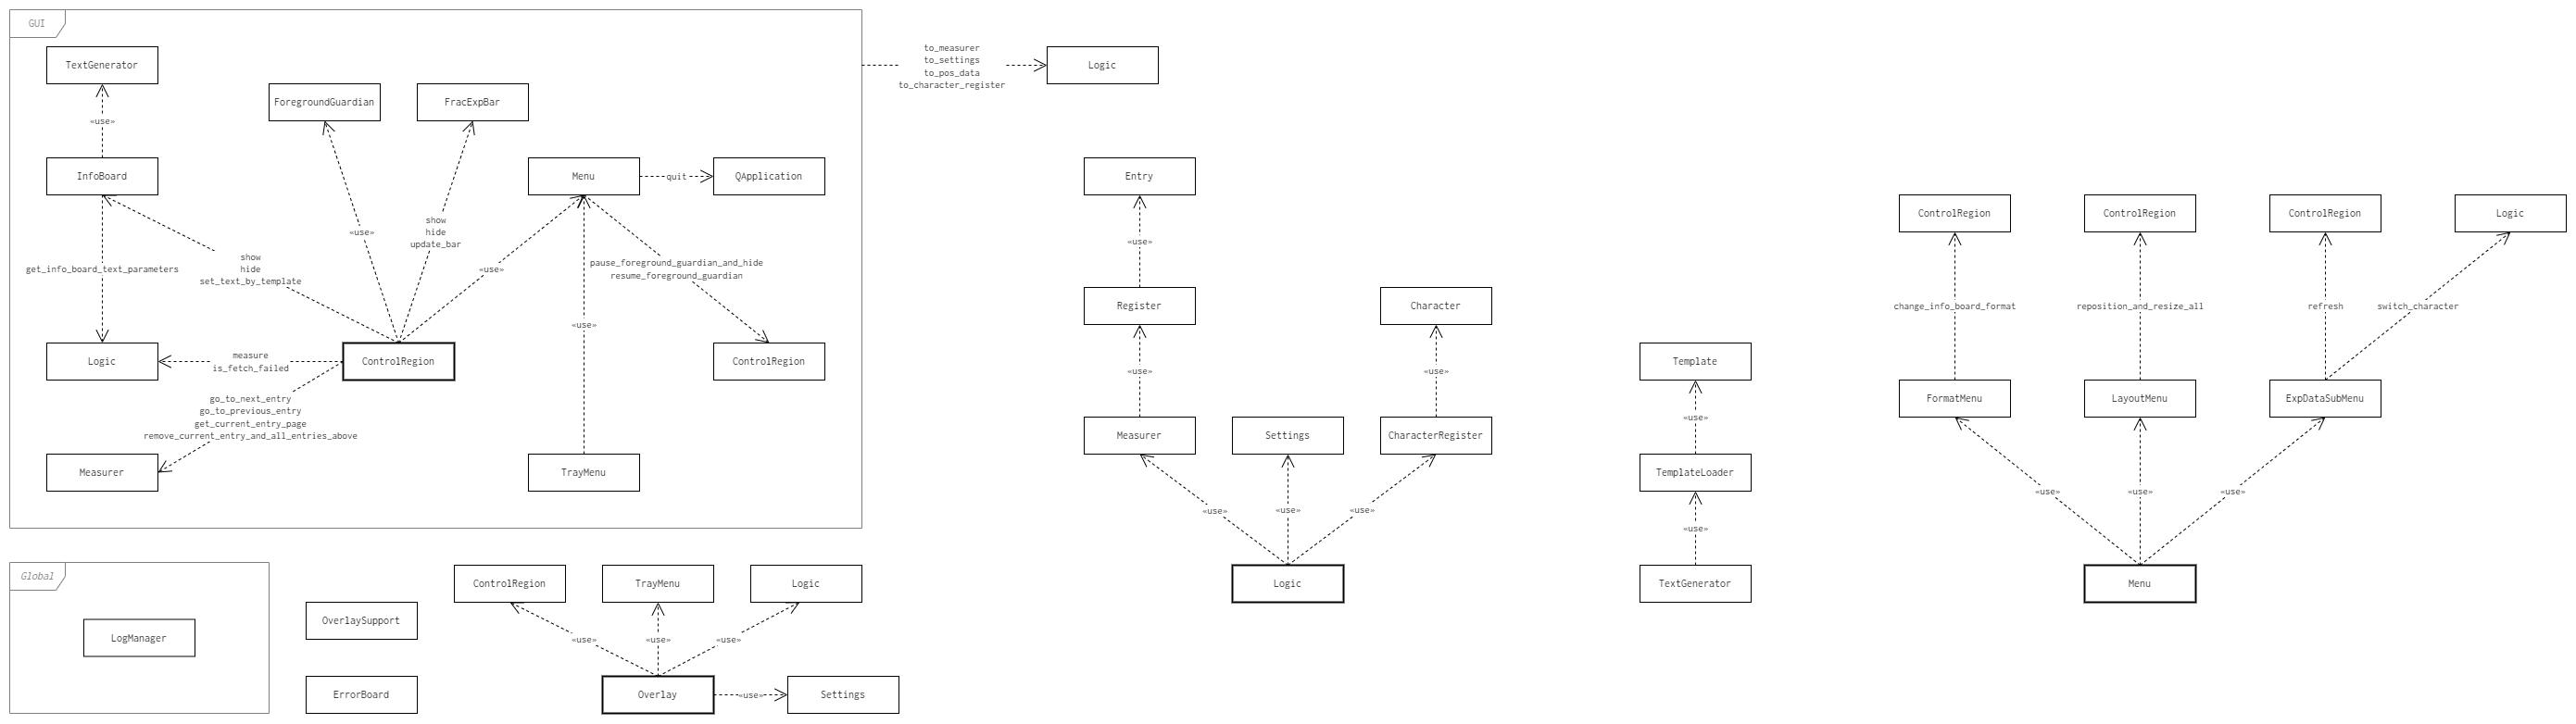 GUI
TextGenerator
«use»
InfoBoard
get_info_board_text_parameters
Logic
ForegroundGuardian
FracExpBar
«use»
show
hide
update_bar
show
hide
set_text_by_template
«use»
Menu
quit
QApplication
pause_foreground_guardian_and_hide
resume_foreground_guardian
«use»
measure
is_fetch_failed
ControlRegion
ControlRegion
go_to_next_entry
go_to_previous_entry
get_current_entry_page
remove_current_entry_and_all_entries_above
Measurer
TrayMenu
to_measurer
to_settings
to_pos_data
to_character_register
Logic
Global
LogManager
OverlaySupport
ErrorBoard
ControlRegion
TrayMenu
Logic
«use»
«use»
«use»
Overlay
«use»
Settings
Entry
«use»
Register
Character
«use»
«use»
Measurer
Settings
CharacterRegister
«use»
«use»
«use»
Logic
Template
«use»
TemplateLoader
«use»
TextGenerator
ControlRegion
ControlRegion
ControlRegion
Logic
change_info_board_format
reposition_and_resize_all
refresh
switch_character
FormatMenu
LayoutMenu
ExpDataSubMenu
«use»
«use»
«use»
Menu